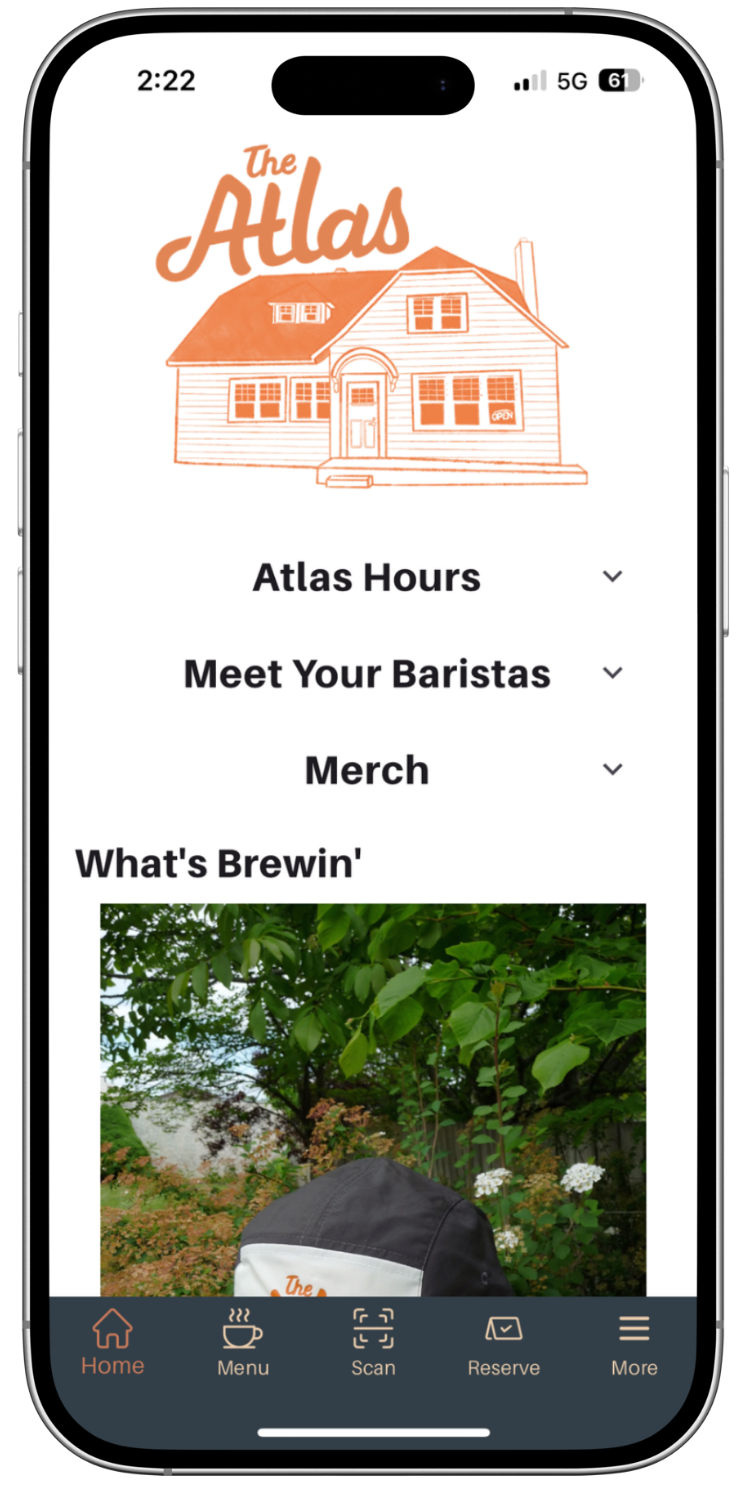 2:22
5G
61
The
Atlas
OPEN
Atlas Hours
Meet Your Baristas
Merch
What's Brewin'
The
Home
Menu
Scan
Reserve
More